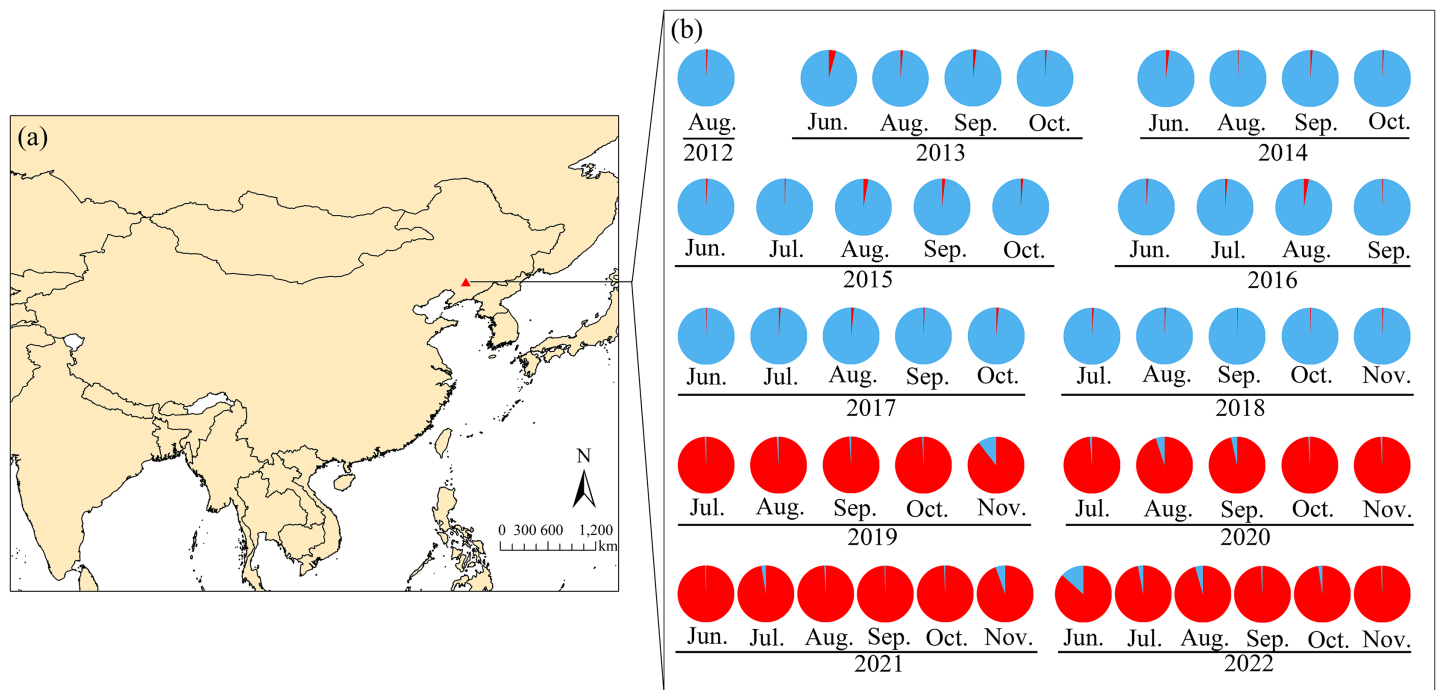 (a)
N
0 300 600 1,200
km
(b)
Aug. Jun. Aug. Sep. Oct. Jun. Aug. Sep. Oct.
2012 2013 2014
Jun. Jul. Aug. Sep. Oct. Jun. Jul. Aug. Sep.
2015 2016
Jun. Jul. Aug. Sep. Oct. Jul. Aug. Sep. Oct. Nov.
2017 2018
Jul. Aug. Sep. Oct. Nov. Jul. Aug. Sep. Oct. Nov.
2019 2020
Jun. Jul. Aug. Sep. Oct. Nov. Jun. Jul. Aug. Sep. Oct. Nov.
2021 2022